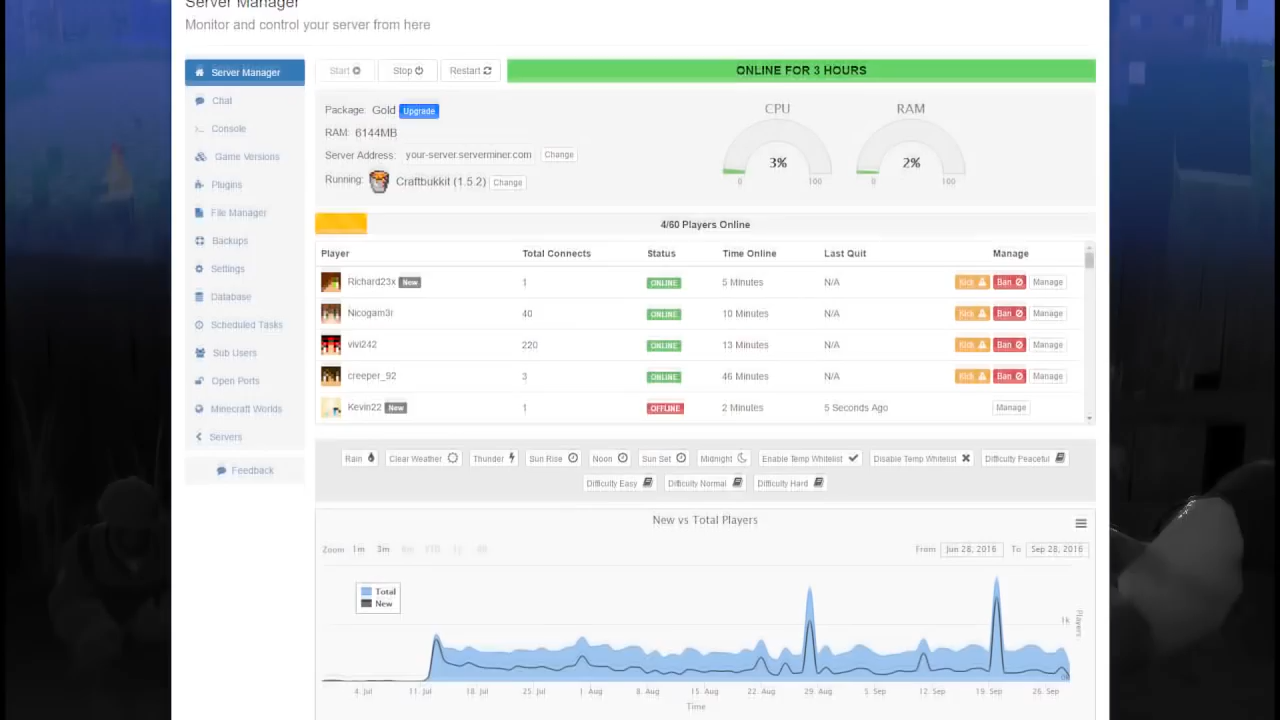 Server Manager
Monitor and control your server from here
Server Manager
Chat
Console
Game Versions
Plugins
File Manager
Backups
Settings
Database
Scheduled Tasks
Sub Users
Open Ports
Minecraft Worlds
Servers
Feedback
Start Stop Restart ONLINE FOR 3 HOURS
Package: Gold Upgrade
RAM: 6144MB
Server Address: your-server.serverminer.com Change
Running: Craftbukkit (1.5.2) Change
CPU RAM
3% 2%
0 100 0 100
4/60 Players Online
Player Total Connects Status Time Online Last Quit Manage
Richard23x New 1 ONLINE 5 Minutes N/A Kick Ban Manage
Nicogam3r 40 ONLINE 10 Minutes N/A Kick Ban Manage
vivi242 220 ONLINE 13 Minutes N/A Kick Ban Manage
creeper_92 3 ONLINE 46 Minutes N/A Kick Ban Manage
Kevin22 New 1 OFFLINE 2 Minutes 5 Seconds Ago Manage
Rain Clear Weather Thunder Sun Rise Noon Sun Set Midnight Enable Temp Whitelist Disable Temp Whitelist Difficulty Peaceful
Difficulty Easy Difficulty Normal Difficulty Hard
New vs Total Players
Zoom 1m 3m 6m YTD 1y All From Jun 28, 2016 To Sep 28, 2016
Total
New
1k
Players
0k
4. Jul 11. Jul 18. Jul 25. Jul 1. Aug 8. Aug 15. Aug 22. Aug 29. Aug 5. Sep 12. Sep 19. Sep 26. Sep
Time